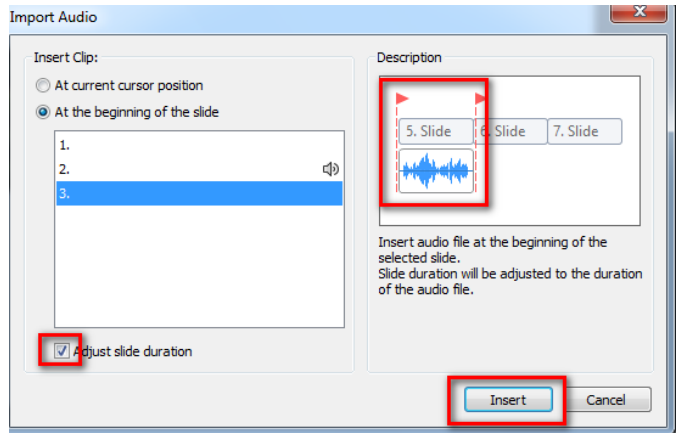 Import Audio
Insert Clip:
At current cursor position
At the beginning of the slide
1.
2.
3.
Adjust slide duration
Description
5. Slide
6. Slide
7. Slide
Insert audio file at the beginning of the
selected slide.
Slide duration will be adjusted to the duration
of the audio file.
Insert
Cancel